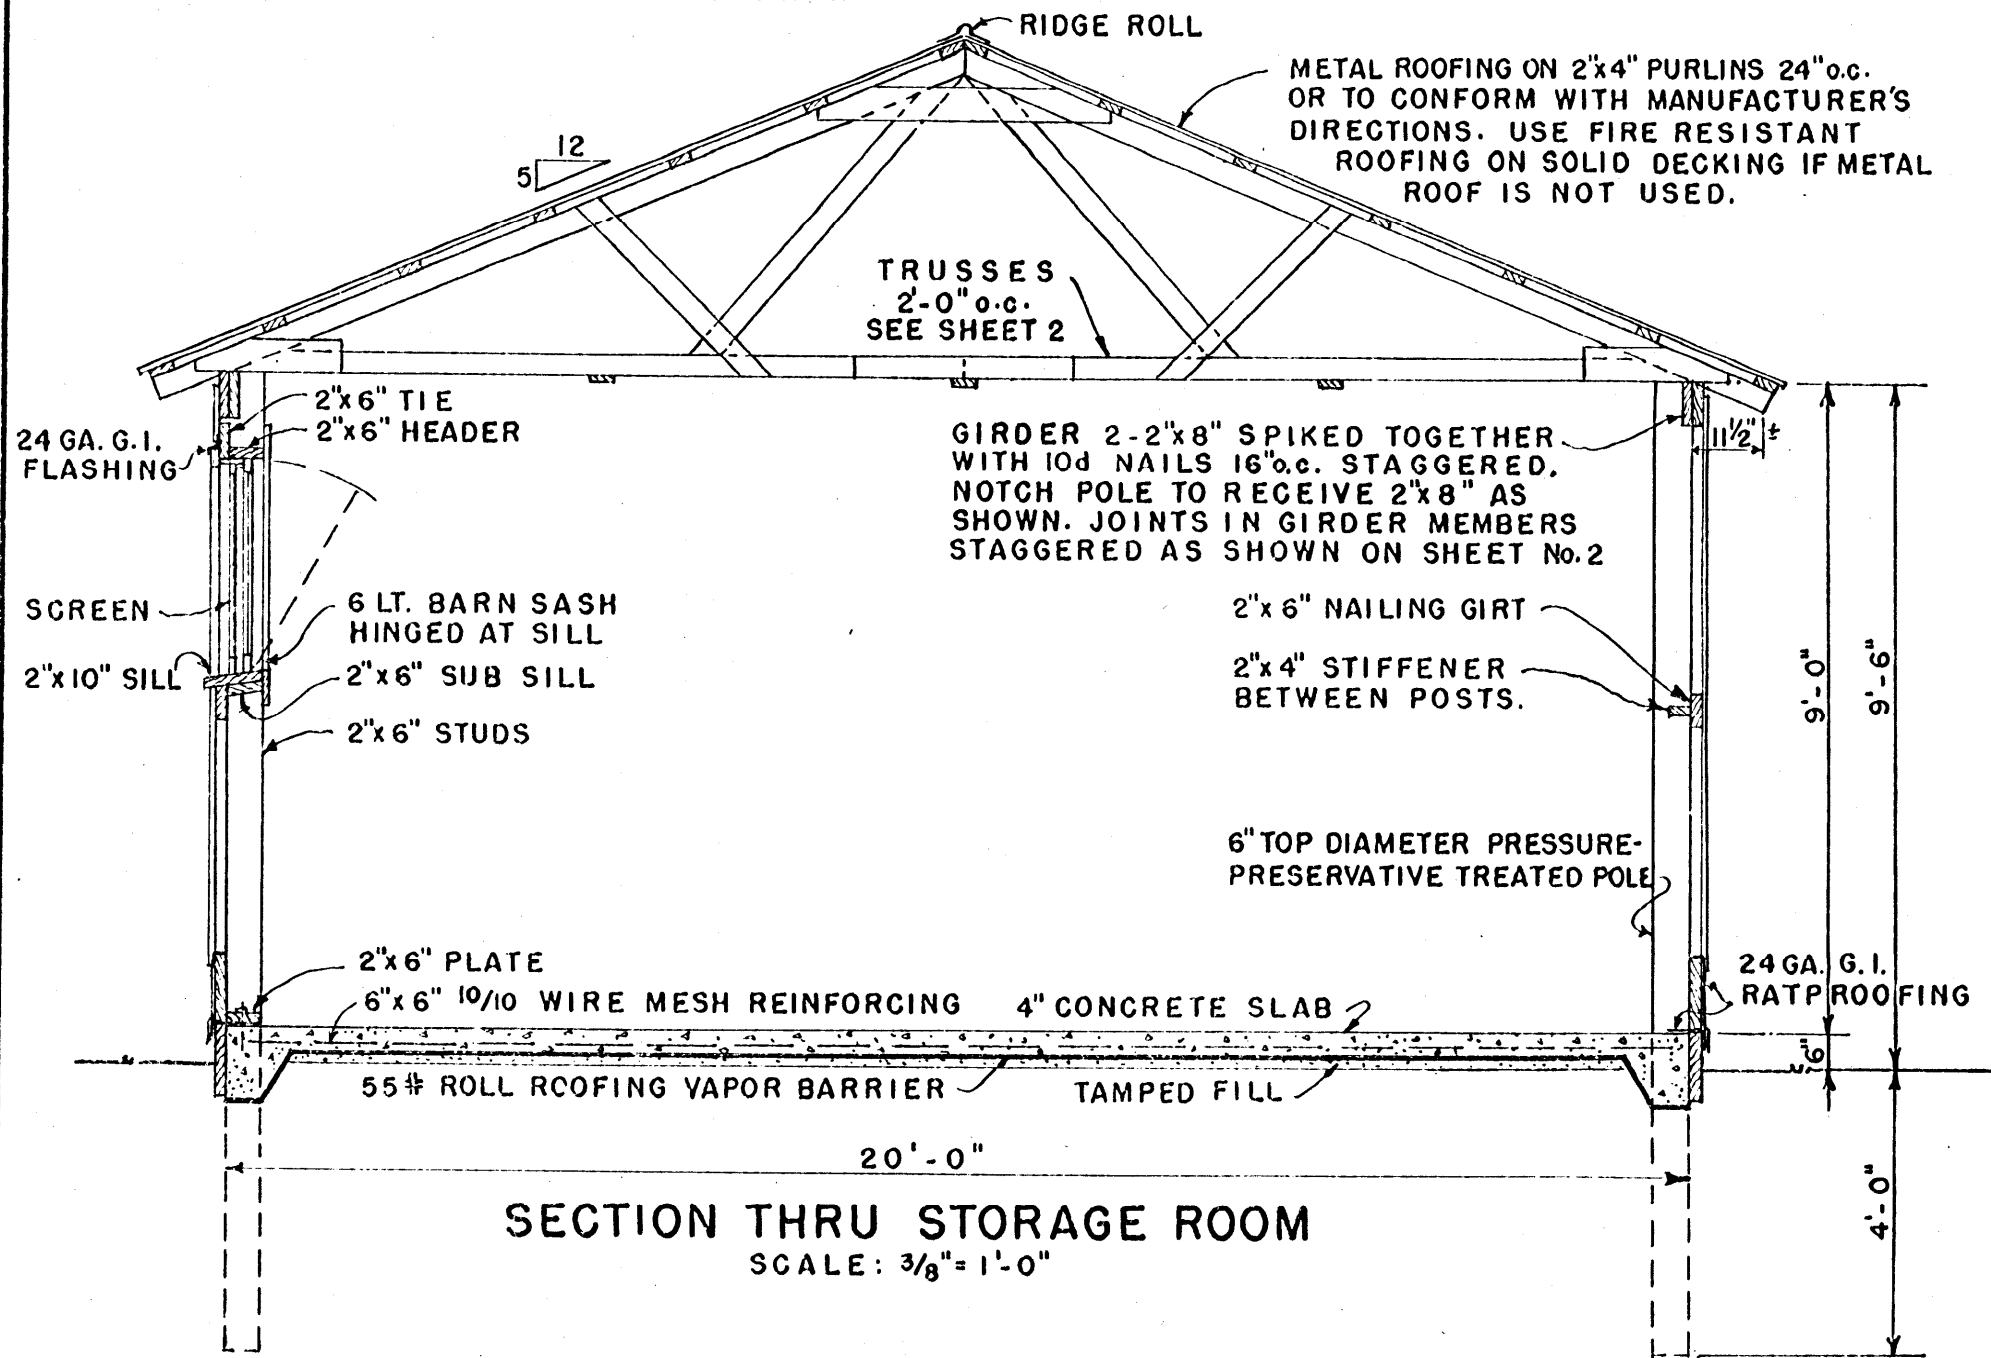 RIDGE ROLL
METAL ROOFING ON 2"x4" PURLINS 24"o.c.
OR TO CONFORM WITH MANUFACTURER'S
DIRECTIONS. USE FIRE RESISTANT
ROOFING ON SOLID DECKING IF METAL
ROOF IS NOT USED.
12
5
TRUSSES
2'-0" o.c.
SEE SHEET 2
2"x6" TIE
2"x6" HEADER
24 GA. G.I.
FLASHING
GIRDER 2-2"x8" SPIKED TOGETHER
WITH 10d NAILS 16"o.c. STAGGERED.
NOTCH POLE TO RECEIVE 2"x8" AS
SHOWN. JOINTS IN GIRDER MEMBERS
STAGGERED AS SHOWN ON SHEET No. 2
11½" ±
SCREEN
6 LT. BARN SASH
HINGED AT SILL
2"x10" SILL
2"x6" SUB SILL
2"x6" STUDS
2"x6" NAILING GIRT
2"x4" STIFFENER
BETWEEN POSTS.
9'-0"
9'-6"
6" TOP DIAMETER PRESSURE-
PRESERVATIVE TREATED POLE
2"x6" PLATE
6"x6" 10/10 WIRE MESH REINFORCING
4" CONCRETE SLAB
24 GA. G.I.
RATPROOFING
6"
55# ROLL ROOFING VAPOR BARRIER
TAMPED FILL
20'-0"
4'-0"
SECTION THRU STORAGE ROOM
SCALE: 3/8" = 1'-0"